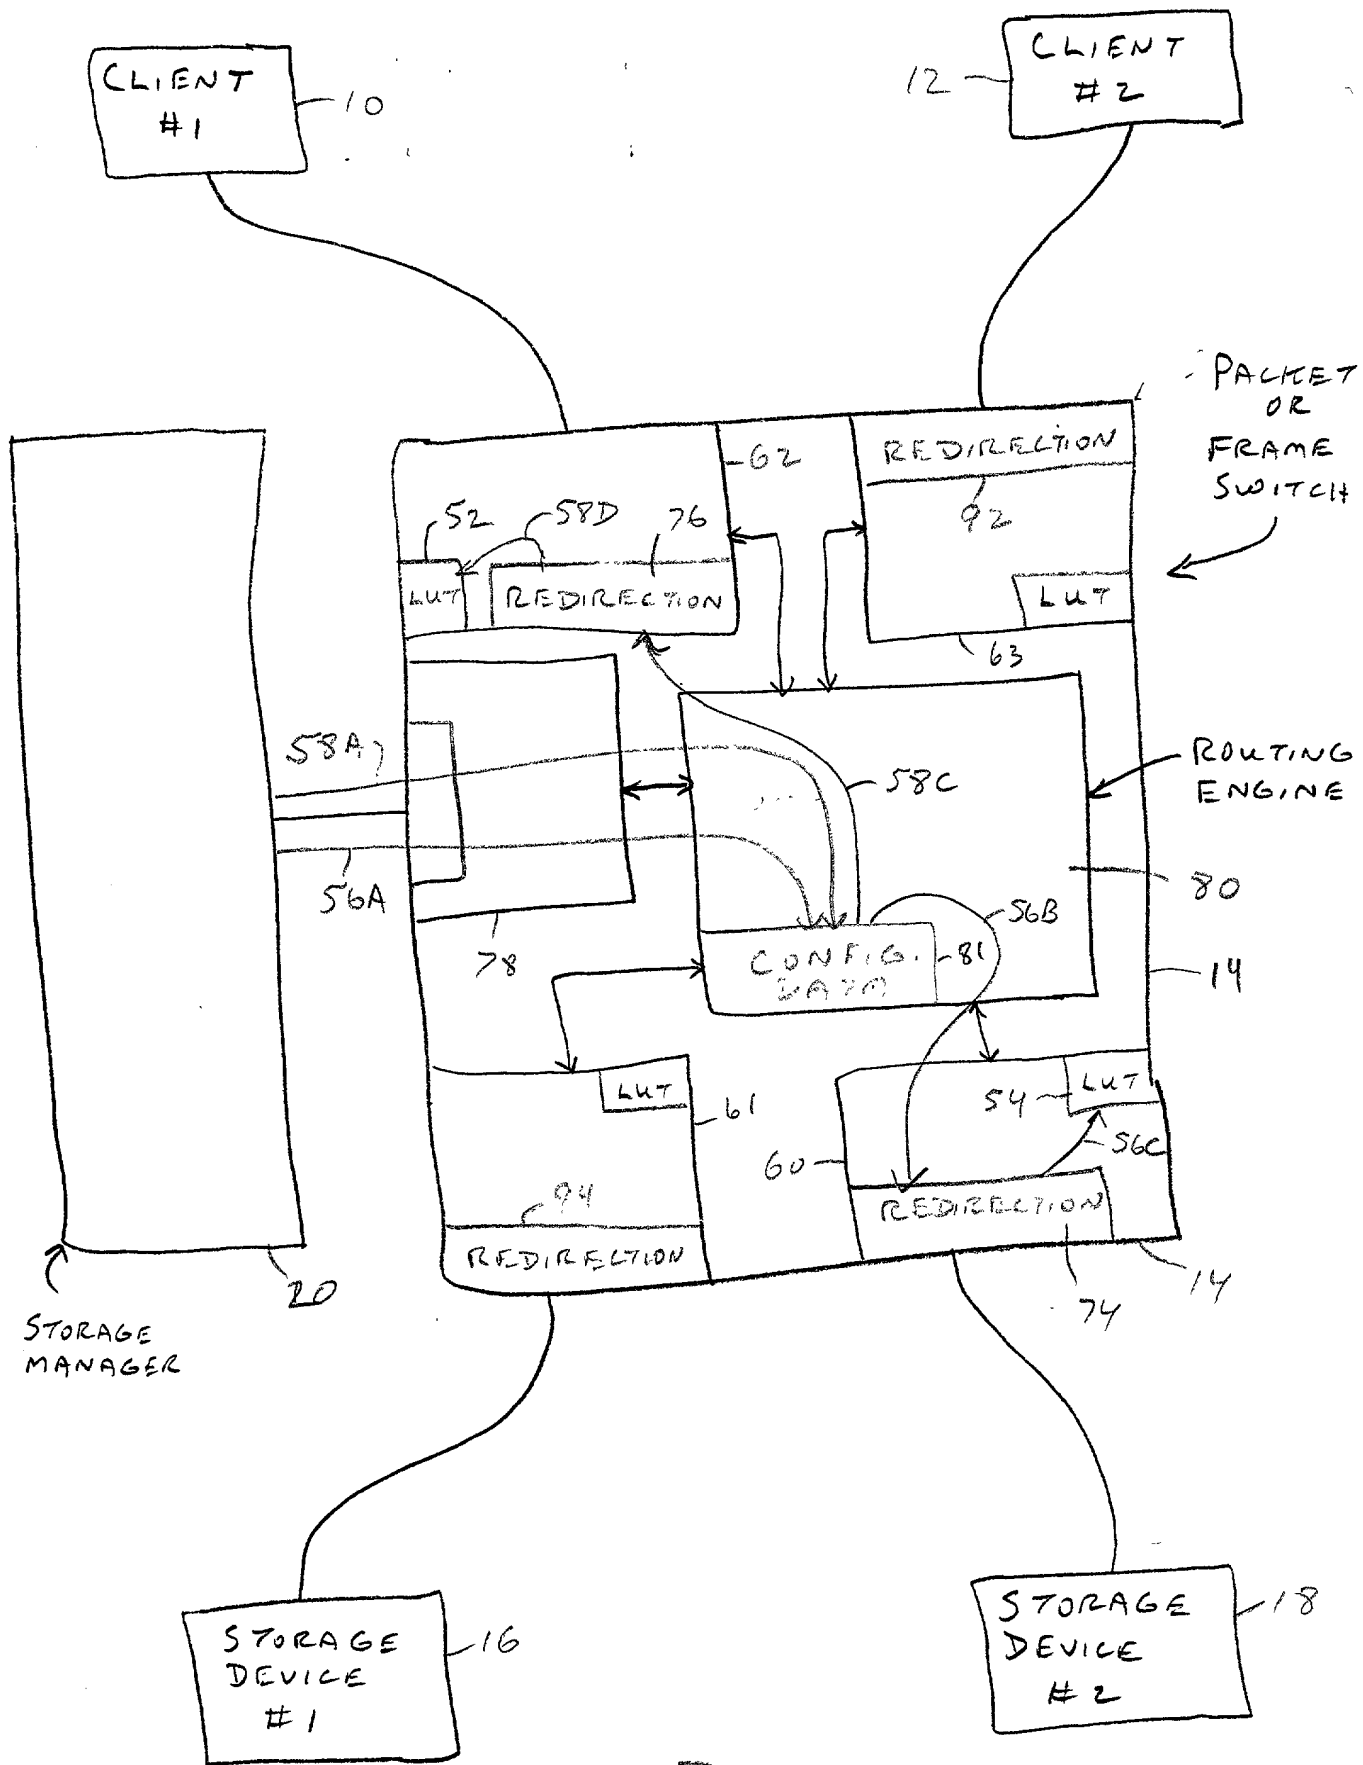 CLIENT
#1
10
12
CLIENT
#2
PACKET
OR
FRAME
SWITCH
62
REDIRECTION
92
52
58D
76
LUT
REDIRECTION
LUT
63
58A
58C
ROUTING
ENGINE
56A
80
78
56B
CONFIG.
DATA
81
14
LUT
61
54
LUT
60
56C
94
REDIRECTION
REDIRECTION
14
74
20
STORAGE
MANAGER
STORAGE
DEVICE
#1
16
STORAGE
DEVICE
#2
18